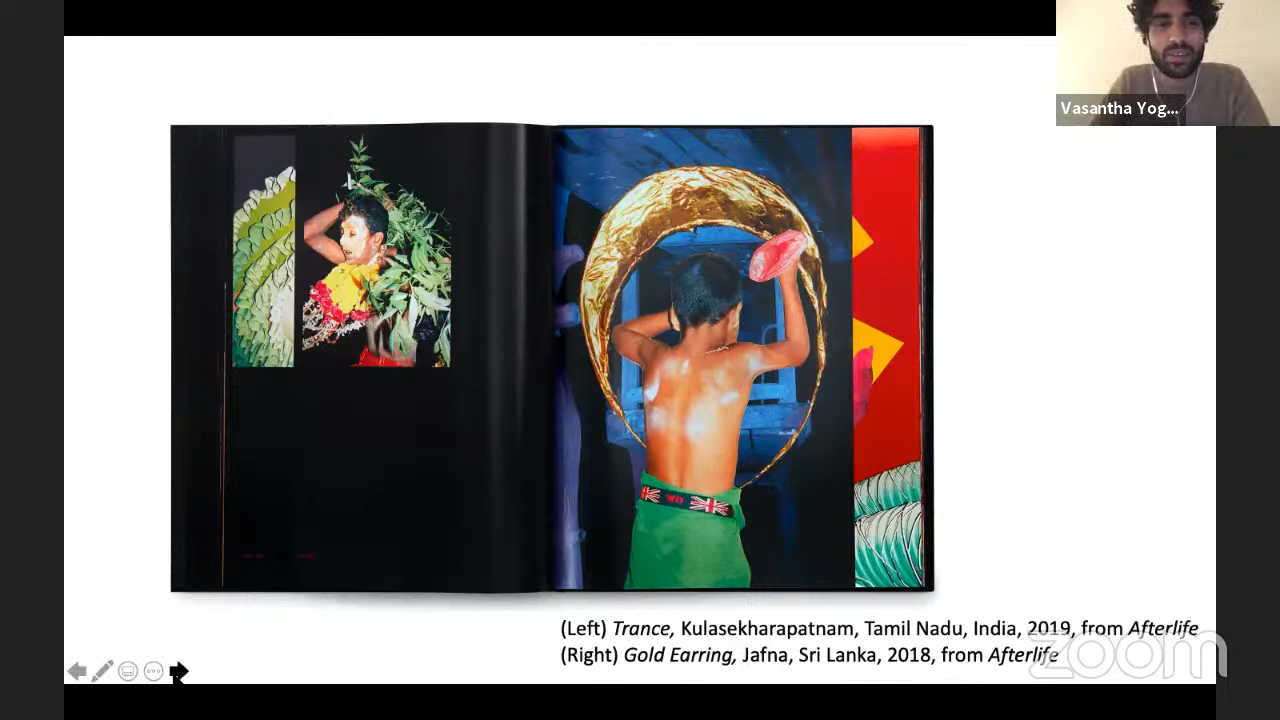 Vasantha Yog...
(Left) Trance, Kulasekharapatnam, Tamil Nadu, India, 2019, from Afterlife
(Right) Gold Earring, Jafna, Sri Lanka, 2018, from Afterlife
zoom